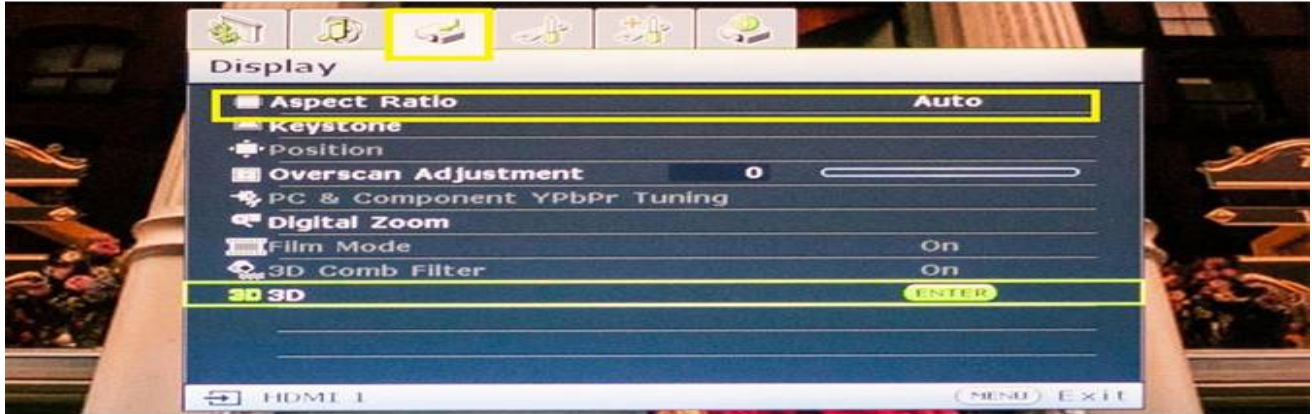 Display
Aspect Ratio Auto
Keystone
Position
Overscan Adjustment 0
PC & Component YPbPr Tuning
Digital Zoom
Film Mode On
3D Comb Filter On
3D 3D ENTER
HDMI 1 MENU Exit